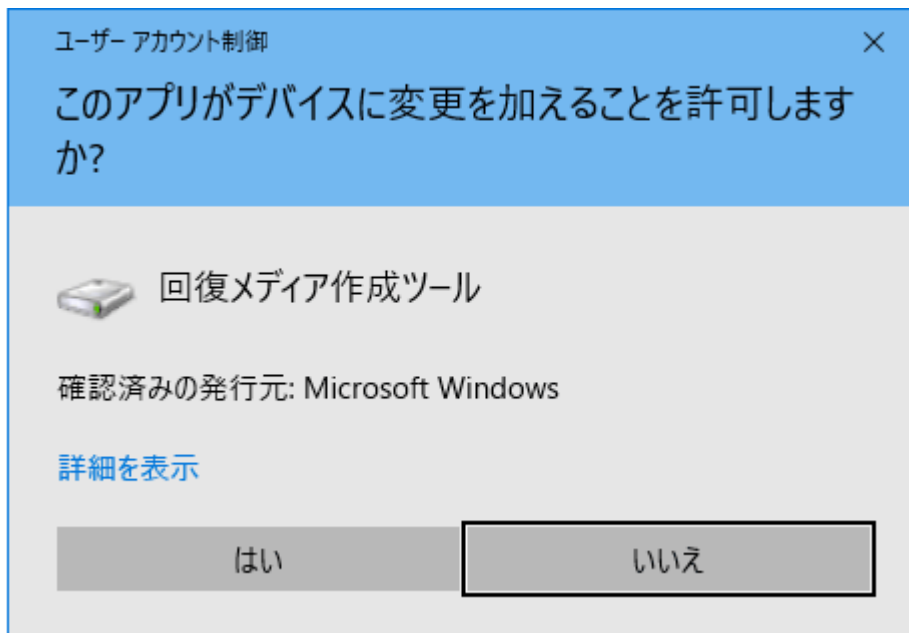 ユーザー アカウント制御
このアプリがデバイスに変更を加えることを許可します
か?
回復メディア作成ツール
確認済みの発行元: Microsoft Windows
詳細を表示
はい
いいえ